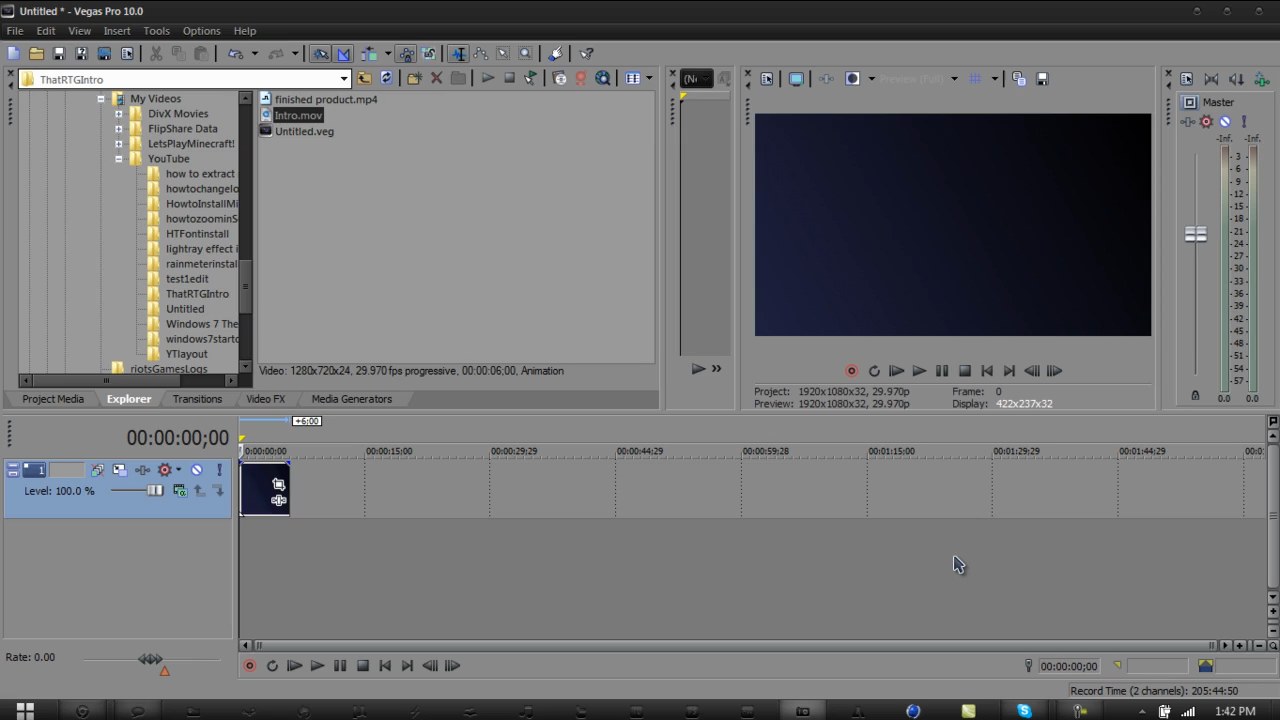 Untitled * - Vegas Pro 10.0
File Edit View Insert Tools Options Help
ThatRTGIntro
My Videos
DivX Movies
FlipShare Data
LetsPlayMinecraft!
YouTube
how to extract
howtochangelo
HowtoInstallMi
howtozoominS
HTFontinstall
lightray effect i
rainmeterinstal
test1edit
ThatRTGIntro
Untitled
Windows 7 The
windows7starto
YTlayout
riotsGamesLogs
finished product.mp4
Intro.mov
Untitled.veg
Video: 1280x720x24, 29.970 fps progressive, 00:00:06;00, Animation
Project Media Explorer Transitions Video FX Media Generators
(No
Preview (Full)
Project: 1920x1080x32, 29.970p Frame: 0
Preview: 1920x1080x32, 29.970p Display: 422x237x32
Master
-Inf. -Inf.
3
6
9
12
15
18
21
24
27
30
33
36
39
42
45
48
51
54
57
0.0 0.0
+6:00
00:00:00;00
0:00:00:00 00:00:15:00 00:00:29:29 00:00:44:29 00:00:59:28 00:01:15:00 00:01:29:29 00:01:44:29 00:0
1
Level: 100.0 %
Rate: 0.00
00:00:00;00
Record Time (2 channels): 205:44:50
1:42 PM